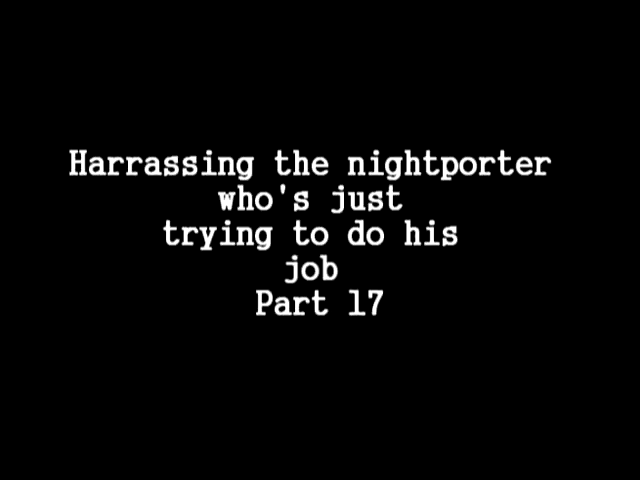 Harrassing the nightporter
who's just
trying to do his
job
Part 17